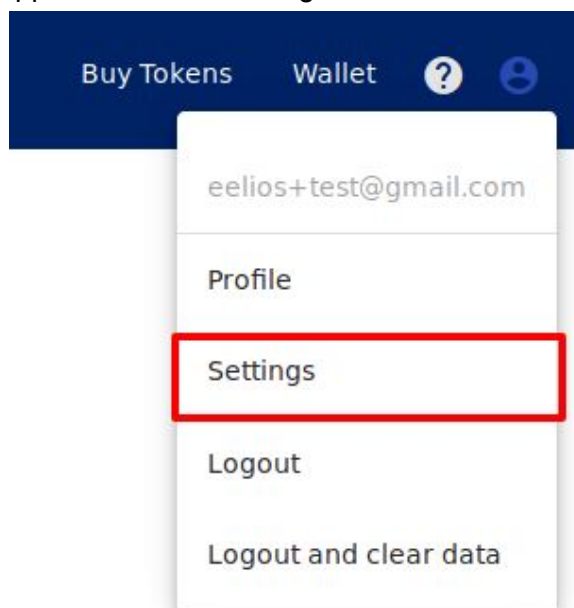 Buy Tokens Wallet ?
eelios+test@gmail.com
Profile
Settings
Logout
Logout and clear data